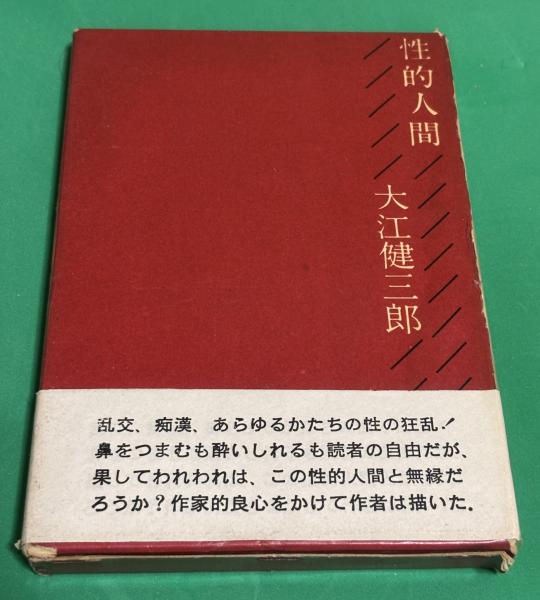 性的人間
大江健三郎
乱交、痴漢、あらゆるかたちの性の狂乱！
鼻をつまむも酔いしれるも読者の自由だが、
果してわれわれは、この性的人間と無縁だ
ろうか？作家的良心をかけて作者は描いた。